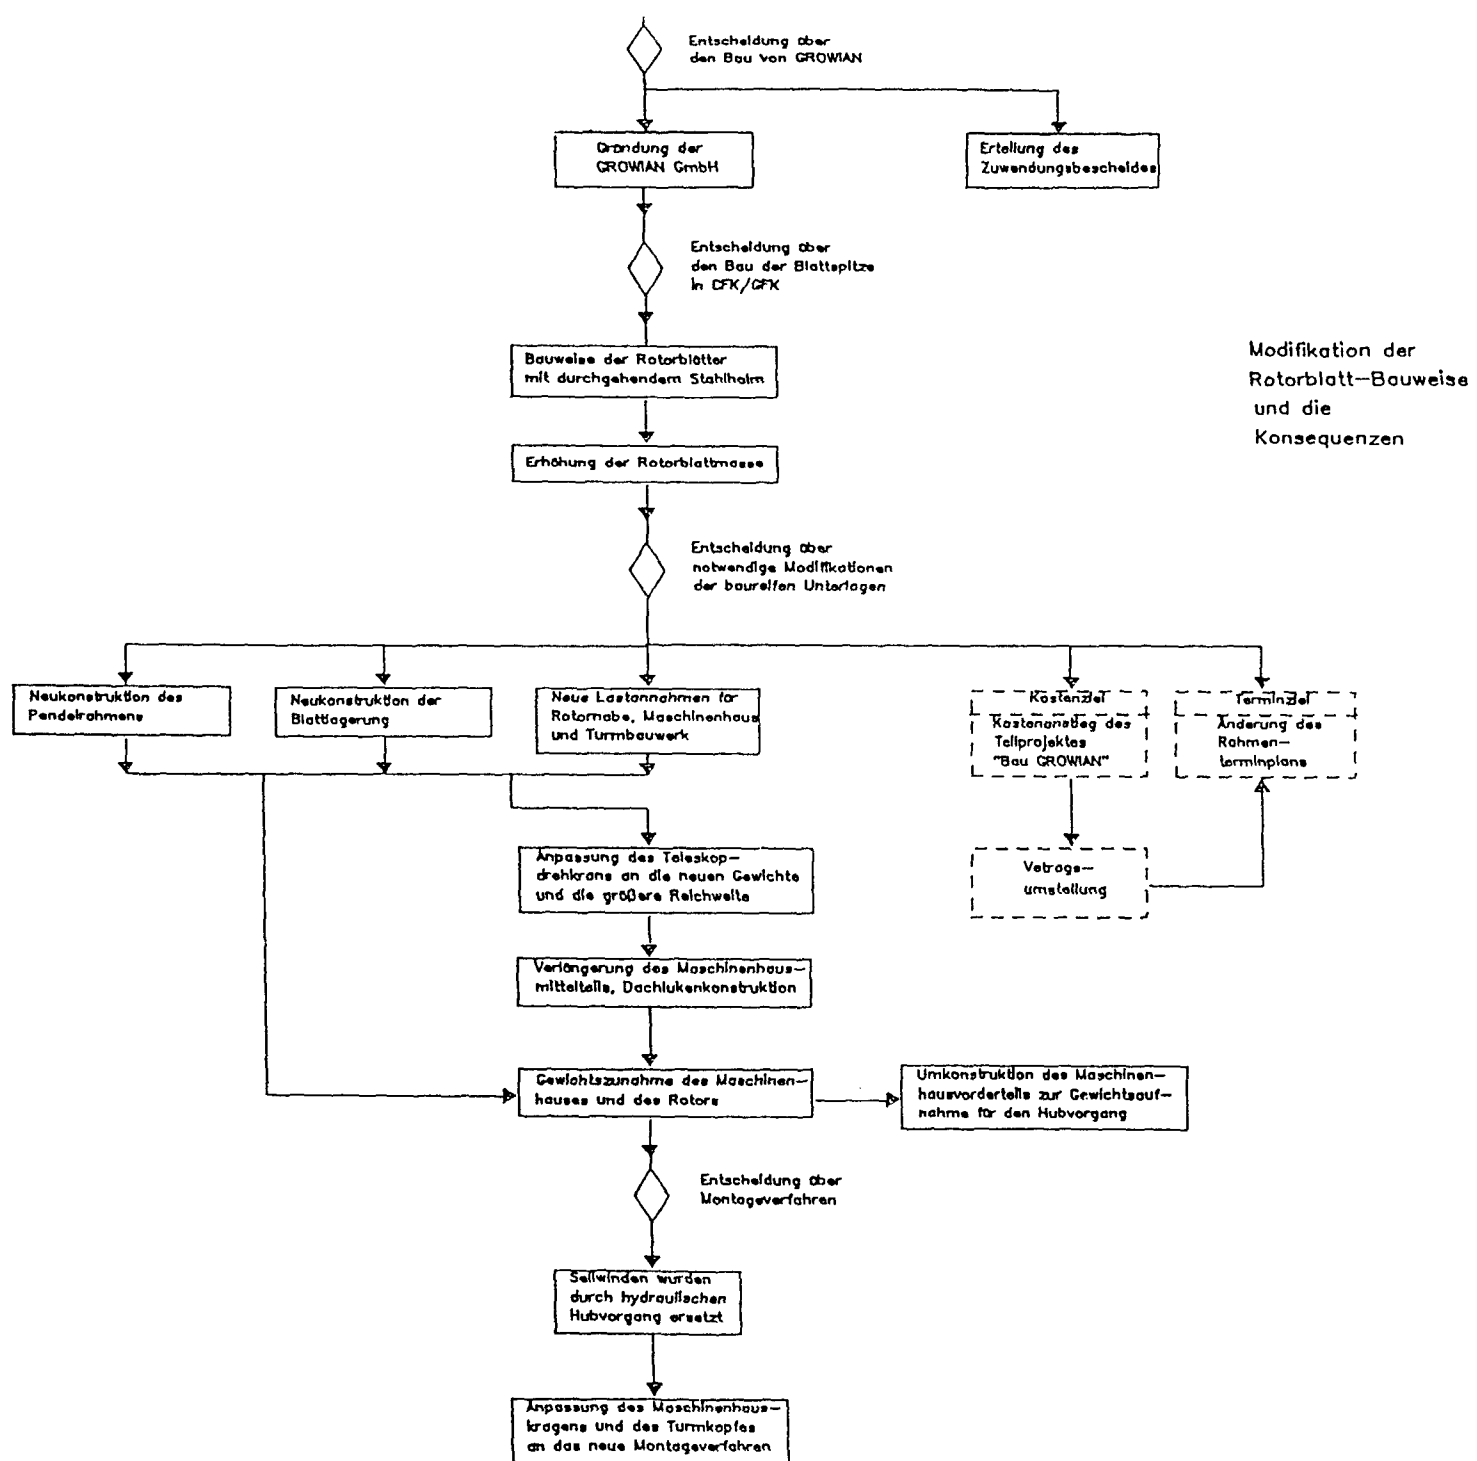 Entscheidung über
den Bau von GROWIAN
Gründung der
GROWIAN GmbH
Erteilung des
Zuwendungsbescheides
Entscheidung über
den Bau der Blattspitze
in CFK/GFK
Bauweise der Rotorblätter
mit durchgehendem Stahlholm
Modifikation der
Rotorblatt-Bauweise
und die
Konsequenzen
Erhöhung der Rotorblattmasse
Entscheidung über
notwendige Modifikationen
der baureifen Unterlagen
Neukonstruktion des
Pendelrahmens
Neukonstruktion der
Blattlagerung
Neue Lastannahmen für
Rotornabe, Maschinenhaus
und Turmbauwerk
Kostenziel
Kostenanstieg des
Teilprojektes
"Bau GROWIAN"
Terminziel
Änderung des
Rahmen-
terminplans
Anpassung des Teleskop-
drehkrans an die neuen Gewichte
und die größere Reichweite
Vetrags-
umstellung
Verlängerung des Maschinenhaus-
mittelteils, Dachlukenkonstruktion
Gewichtszunahme des Maschinen-
hauses und des Rotors
Umkonstruktion des Maschinen-
hausvorderteils zur Gewichtsauf-
nahme für den Hubvorgang
Entscheidung über
Montageverfahren
Seilwinden wurden
durch hydraulischen
Hubvorgang ersetzt
Anpassung des Maschinenhaus-
kragens und des Turmkopfes
an das neue Montageverfahren